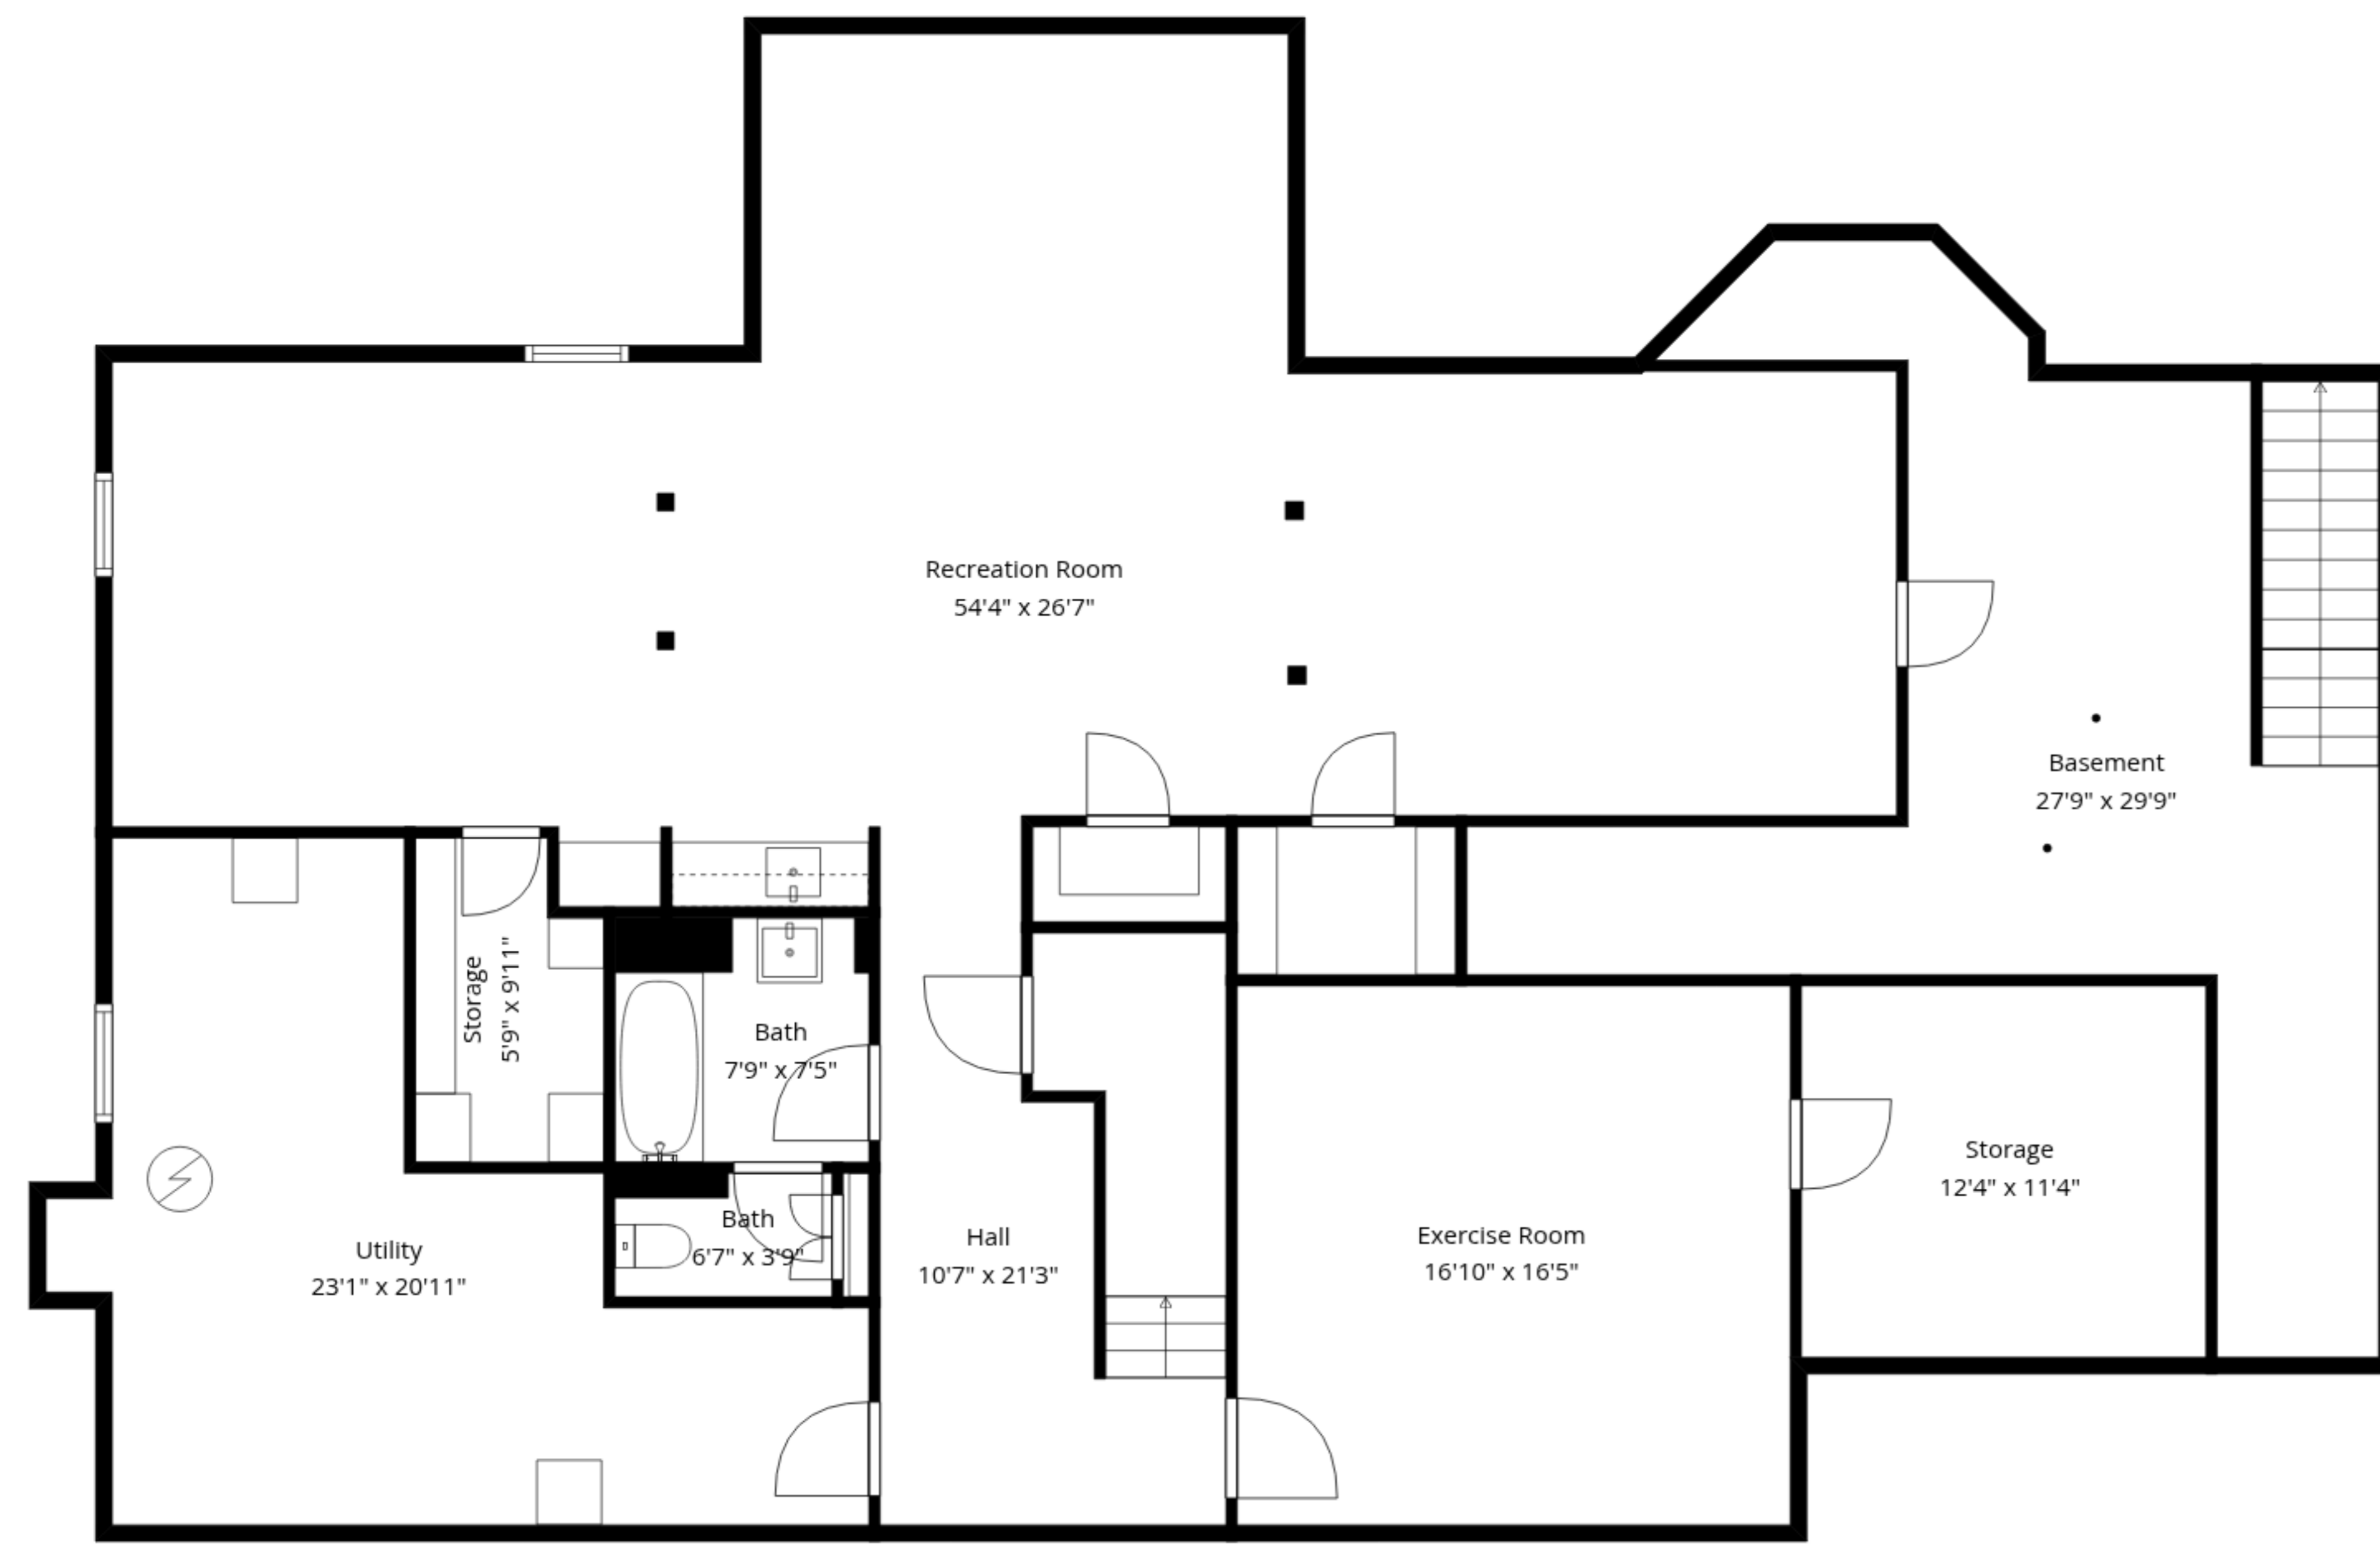 Recreation Room
54'4" x 26'7"
Basement
27'9" x 29'9"
Storage
5'9" x 9'11"
Bath
7'9" x 7'5"
Storage
12'4" x 11'4"
Bath
6'7" x 3'9"
Utility
23'1" x 20'11"
Hall
10'7" x 21'3"
Exercise Room
16'10" x 16'5"